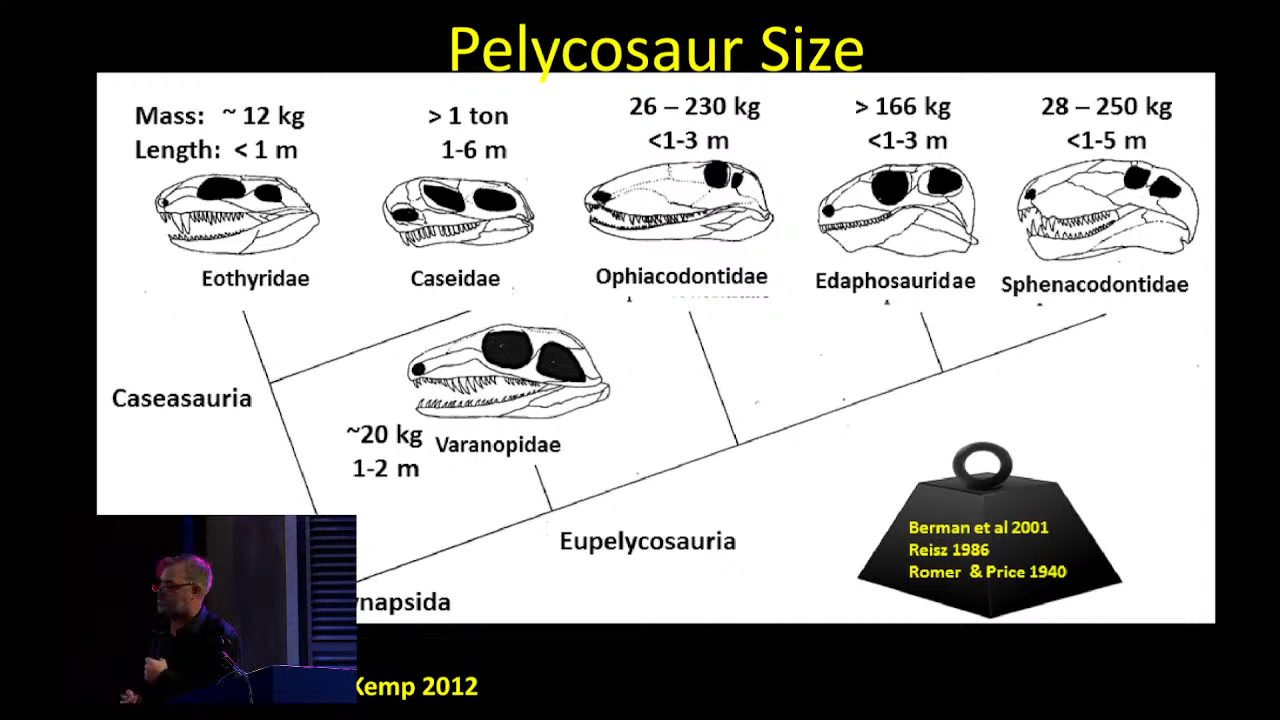 Pelycosaur Size
Mass: ~ 12 kg
Length: < 1 m
> 1 ton
1-6 m
26 – 230 kg
<1-3 m
> 166 kg
<1-3 m
28 – 250 kg
<1-5 m
Eothyridae
Caseidae
Ophiacodontidae
Edaphosauridae
Sphenacodontidae
Caseasauria
~20 kg
1-2 m
Varanopidae
Eupelycosauria
Berman et al 2001
Reisz 1986
Romer & Price 1940
ynapsida
Kemp 2012